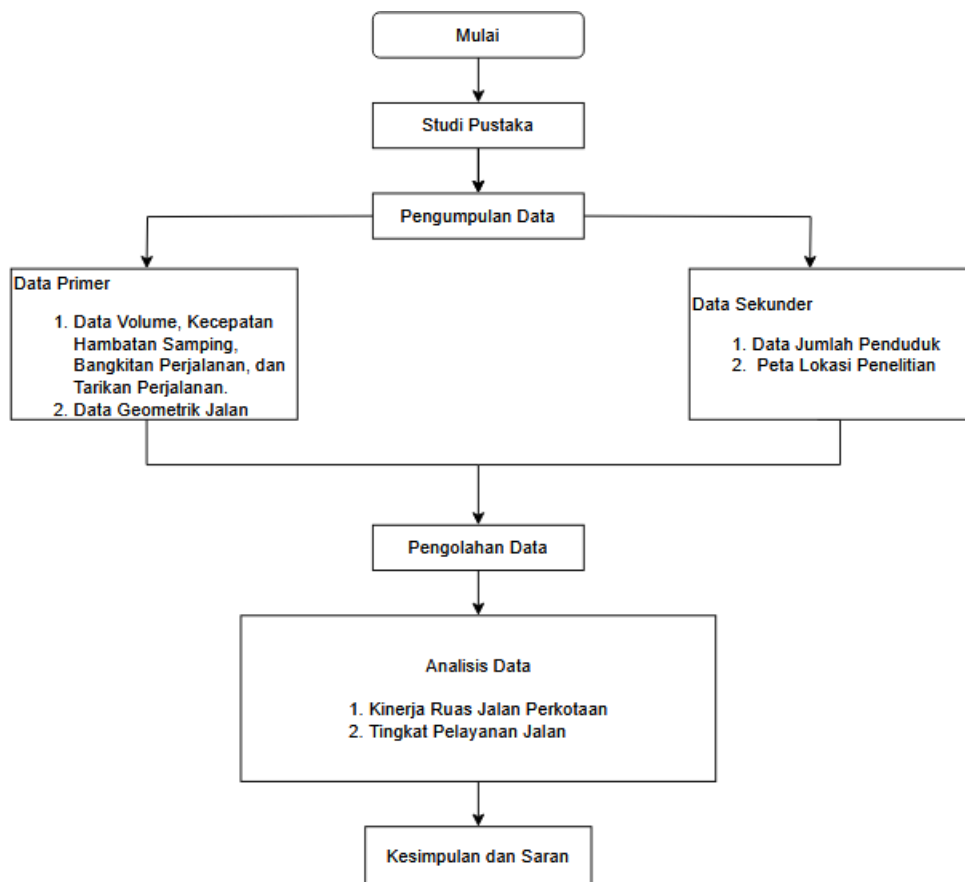 Mulai
Studi Pustaka
Pengumpulan Data
Data Primer
1. Data Volume, Kecepatan
Hambatan Samping,
Bangkitan Perjalanan, dan
Tarikan Perjalanan.
2. Data Geometrik Jalan
Data Sekunder
1. Data Jumlah Penduduk
2. Peta Lokasi Penelitian
Pengolahan Data
Analisis Data
1. Kinerja Ruas Jalan Perkotaan
2. Tingkat Pelayanan Jalan
Kesimpulan dan Saran